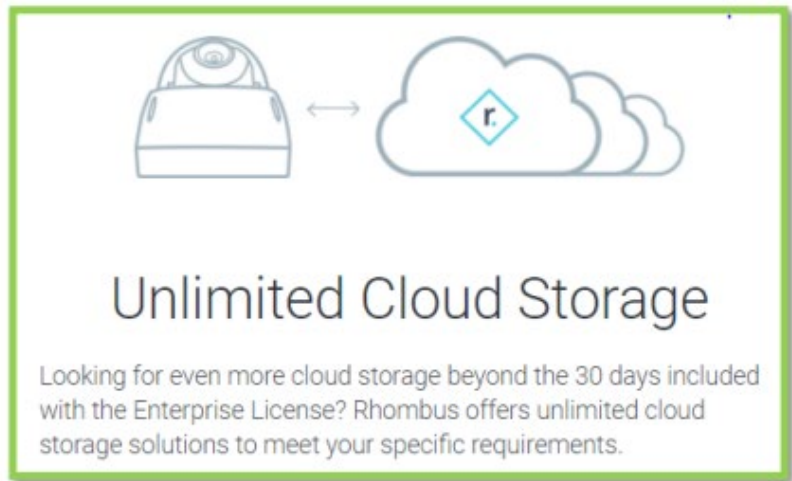 r.
Unlimited Cloud Storage
Looking for even more cloud storage beyond the 30 days included
with the Enterprise License? Rhombus offers unlimited cloud
storage solutions to meet your specific requirements.